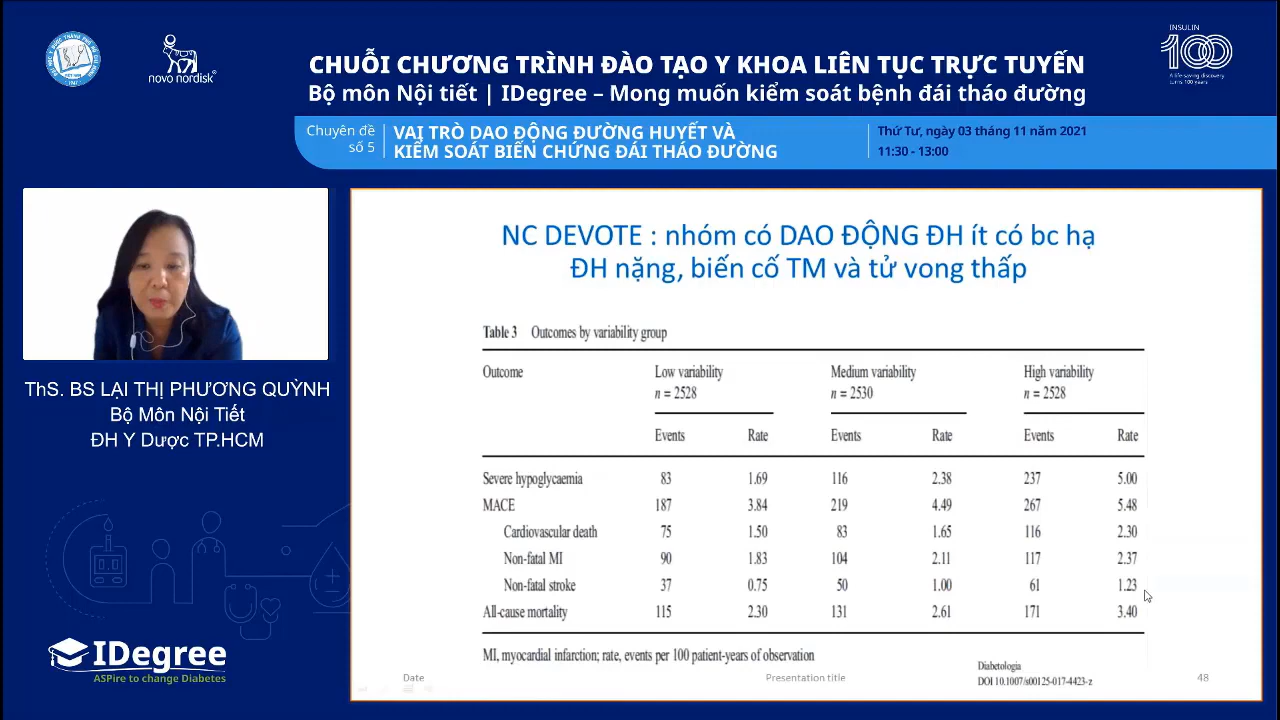 novo nordisk®
INSULIN
100
A life-saving discovery
turns 100 years
CHUỖI CHƯƠNG TRÌNH ĐÀO TẠO Y KHOA LIÊN TỤC TRỰC TUYẾN
Bộ môn Nội tiết | IDegree – Mong muốn kiểm soát bệnh đái tháo đường
Chuyên đề
số 5
VAI TRÒ DAO ĐỘNG ĐƯỜNG HUYẾT VÀ
KIỂM SOÁT BIẾN CHỨNG ĐÁI THÁO ĐƯỜNG
Thứ Tư, ngày 03 tháng 11 năm 2021
11:30 - 13:00
ThS. BS LẠI THỊ PHƯƠNG QUỲNH
Bộ Môn Nội Tiết
ĐH Y Dược TP.HCM
IDegree
ASPire to change Diabetes
NC DEVOTE : nhóm có DAO ĐỘNG ĐH ít có bc hạ
ĐH nặng, biến cố TM và tử vong thấp
Table 3 Outcomes by variability group
Outcome Low variability Medium variability High variability
n = 2528 n = 2530 n = 2528
Events Rate Events Rate Events Rate
Severe hypoglycaemia 83 1.69 116 2.38 237 5.00
MACE 187 3.84 219 4.49 267 5.48
Cardiovascular death 75 1.50 83 1.65 116 2.30
Non-fatal MI 90 1.83 104 2.11 117 2.37
Non-fatal stroke 37 0.75 50 1.00 61 1.23
All-cause mortality 115 2.30 131 2.61 171 3.40
MI, myocardial infarction; rate, events per 100 patient-years of observation
Diabetologia
DOI 10.1007/s00125-017-4423-z
Date Presentation title 48